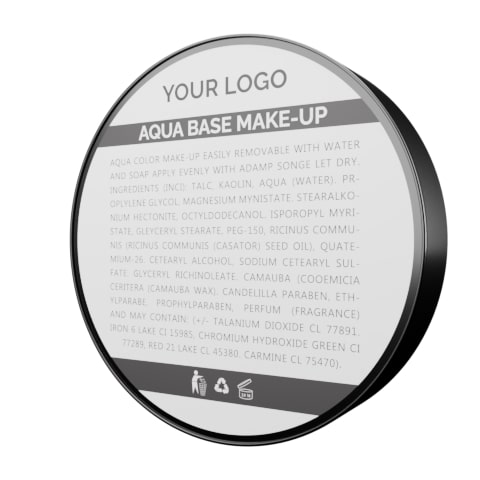 YOUR LOGO
AQUA BASE MAKE-UP
AQUA COLOR MAKE-UP EASILY REMOVABLE WITH WATER
AND SOAP APPLY EVENLY WITH ADAMP SONGE LET DRY.
INGREDIENTS (INCI): TALC, KAOLIN, AQUA (WATER). PR-
OPLYLENE GLYCOL. MAGNESIUM MYNISTATE. STEARALKO-
NIUM HECTONITE, OCTYLDODECANOL. ISPOROPYL MYRI-
STATE, GLEYCERYL STEARATE. PEG-150, RICINUS COMMU-
NIS (RICINUS COMMUNIS (CASATOR) SEED OIL), QUATE-
MIUM-26. CETEARYL ALCOHOL, SODIUM CETEARYL SUL-
FATE. GLYCERYL RICHINOLEATE. CAMAUBA (COOEMICIA
CERITERA (CAMAUBA WAX). CANDELILLA PARABEN, ETH-
YLPARABE. PROPHYLPARABEN, PERFUM (FRAGRANCE)
AND MAY CONTAIN: (+/- TALANIUM DIOXIDE CL 77891.
IRON 6 LAKE CJ 15985. CHROMIUM HYDROXIDE GREEN CI
77289, RED 21 LAKE CL 45380. CARMINE CL 75470).